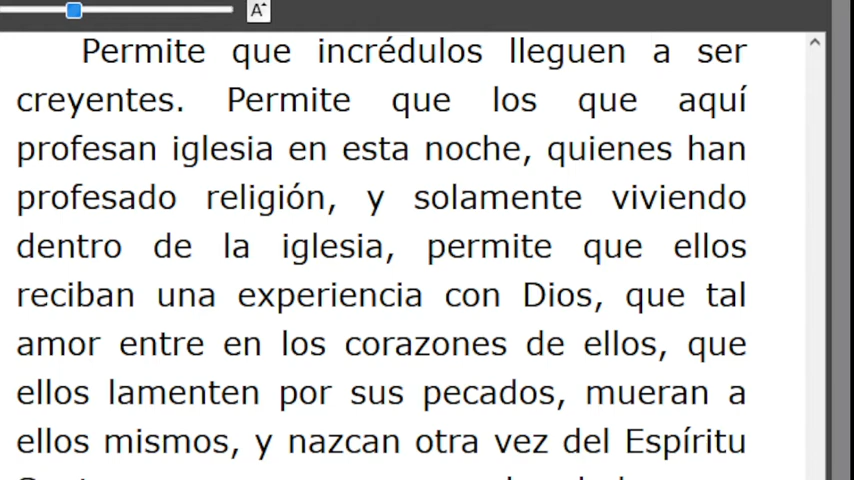 A
Permite que incrédulos lleguen a ser
creyentes. Permite que los que aquí
profesan iglesia en esta noche, quienes han
profesado religión, y solamente viviendo
dentro de la iglesia, permite que ellos
reciban una experiencia con Dios, que tal
amor entre en los corazones de ellos, que
ellos lamenten por sus pecados, mueran a
ellos mismos, y nazcan otra vez del Espíritu